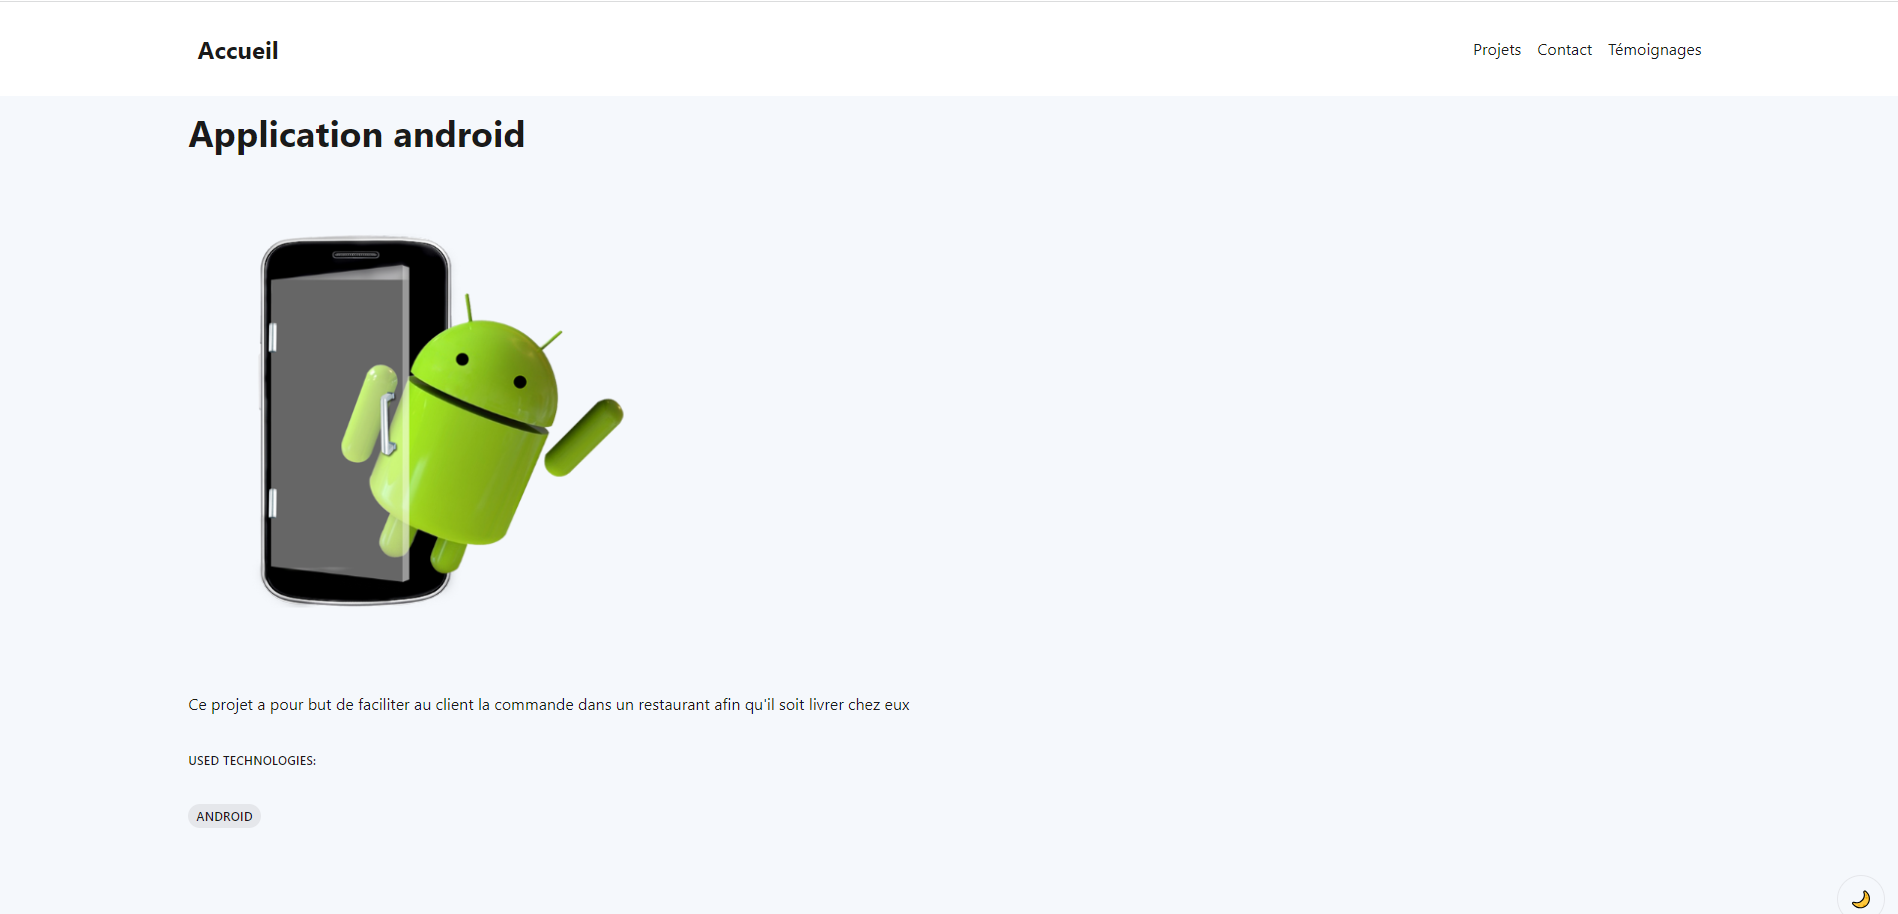 Accueil
Projets Contact Témoignages
Application android
Ce projet a pour but de faciliter au client la commande dans un restaurant afin qu'il soit livrer chez eux
USED TECHNOLOGIES:
ANDROID